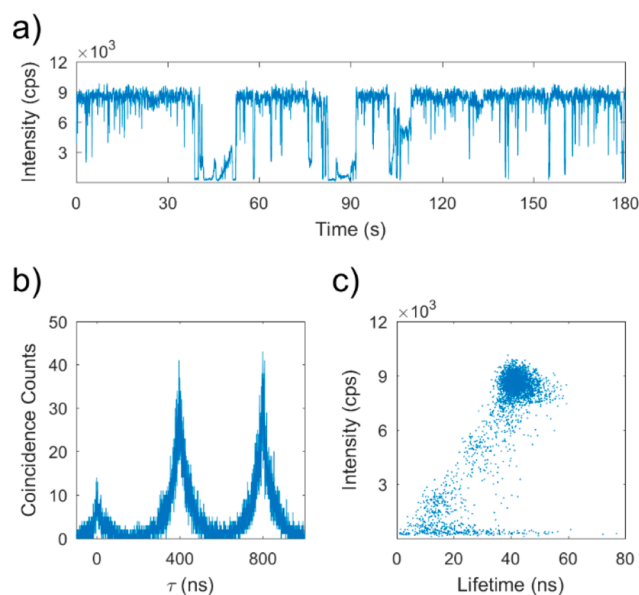 a)
×10³
12
9
6
3
Intensity (cps)
0 30 60 90 120 150 180
Time (s)
b)
50
40
30
20
10
0
Coincidence Counts
0 400 800
τ (ns)
c)
×10³
12
9
6
3
Intensity (cps)
0 20 40 60 80
Lifetime (ns)